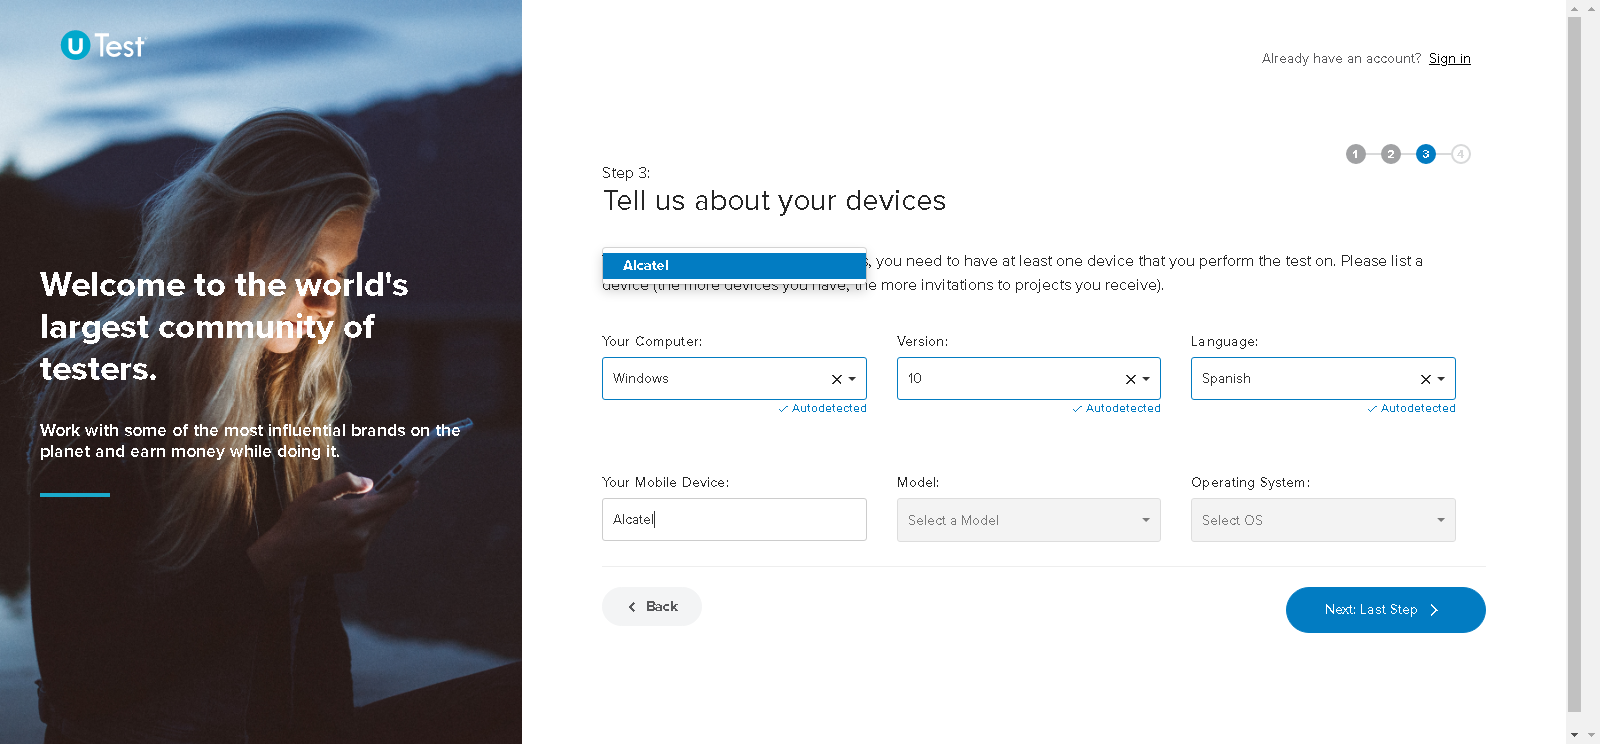 U Test
Welcome to the world's
largest community of
testers.
Work with some of the most influential brands on the
planet and earn money while doing it.
Already have an account? Sign in
1 2 3 4
Step 3:
Tell us about your devices
Alcatel
, you need to have at least one device that you perform the test on. Please list a
device (the more devices you have, the more invitations to projects you receive).
Your Computer: Version: Language:
Windows 10 Spanish
Autodetected Autodetected Autodetected
Your Mobile Device: Model: Operating System:
Alcatel Select a Model Select OS
Back Next: Last Step